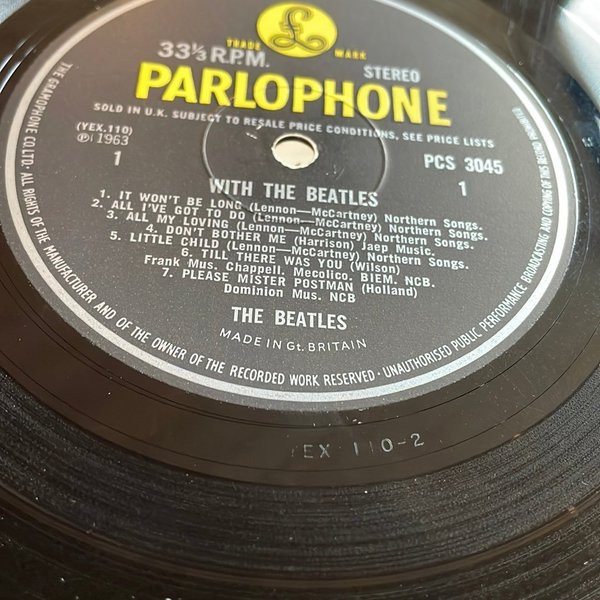 TRADE MARK
33⅓ R.P.M.
STEREO
PARLOPHONE
SOLD IN U.K. SUBJECT TO RESALE PRICE CONDITIONS, SEE PRICE LISTS
(YEX.110)
Ⓟ 1963
1
PCS 3045
1
WITH THE BEATLES
1. IT WON'T BE LONG (Lennon—McCartney) Northern Songs.
2. ALL I'VE GOT TO DO (Lennon—McCartney) Northern Songs.
3. ALL MY LOVING (Lennon—McCartney) Northern Songs.
4. DON'T BOTHER ME (Harrison) Jaep Music.
5. LITTLE CHILD (Lennon—McCartney) Northern Songs.
6. TILL THERE WAS YOU (Wilson)
Frank Mus. Chappell, Mecolico, BIEM. NCB.
7. PLEASE MISTER POSTMAN (Holland)
Dominion Mus. NCB
THE BEATLES
MADE IN Gt. BRITAIN
THE GRAMOPHONE CO. LTD. ALL RIGHTS OF THE MANUFACTURER AND OF THE OWNER OF THE RECORDED WORK RESERVED · UNAUTHORISED PUBLIC PERFORMANCE BROADCASTING AND COPYING OF THIS RECORD PROHIBITED
YEX 110-2